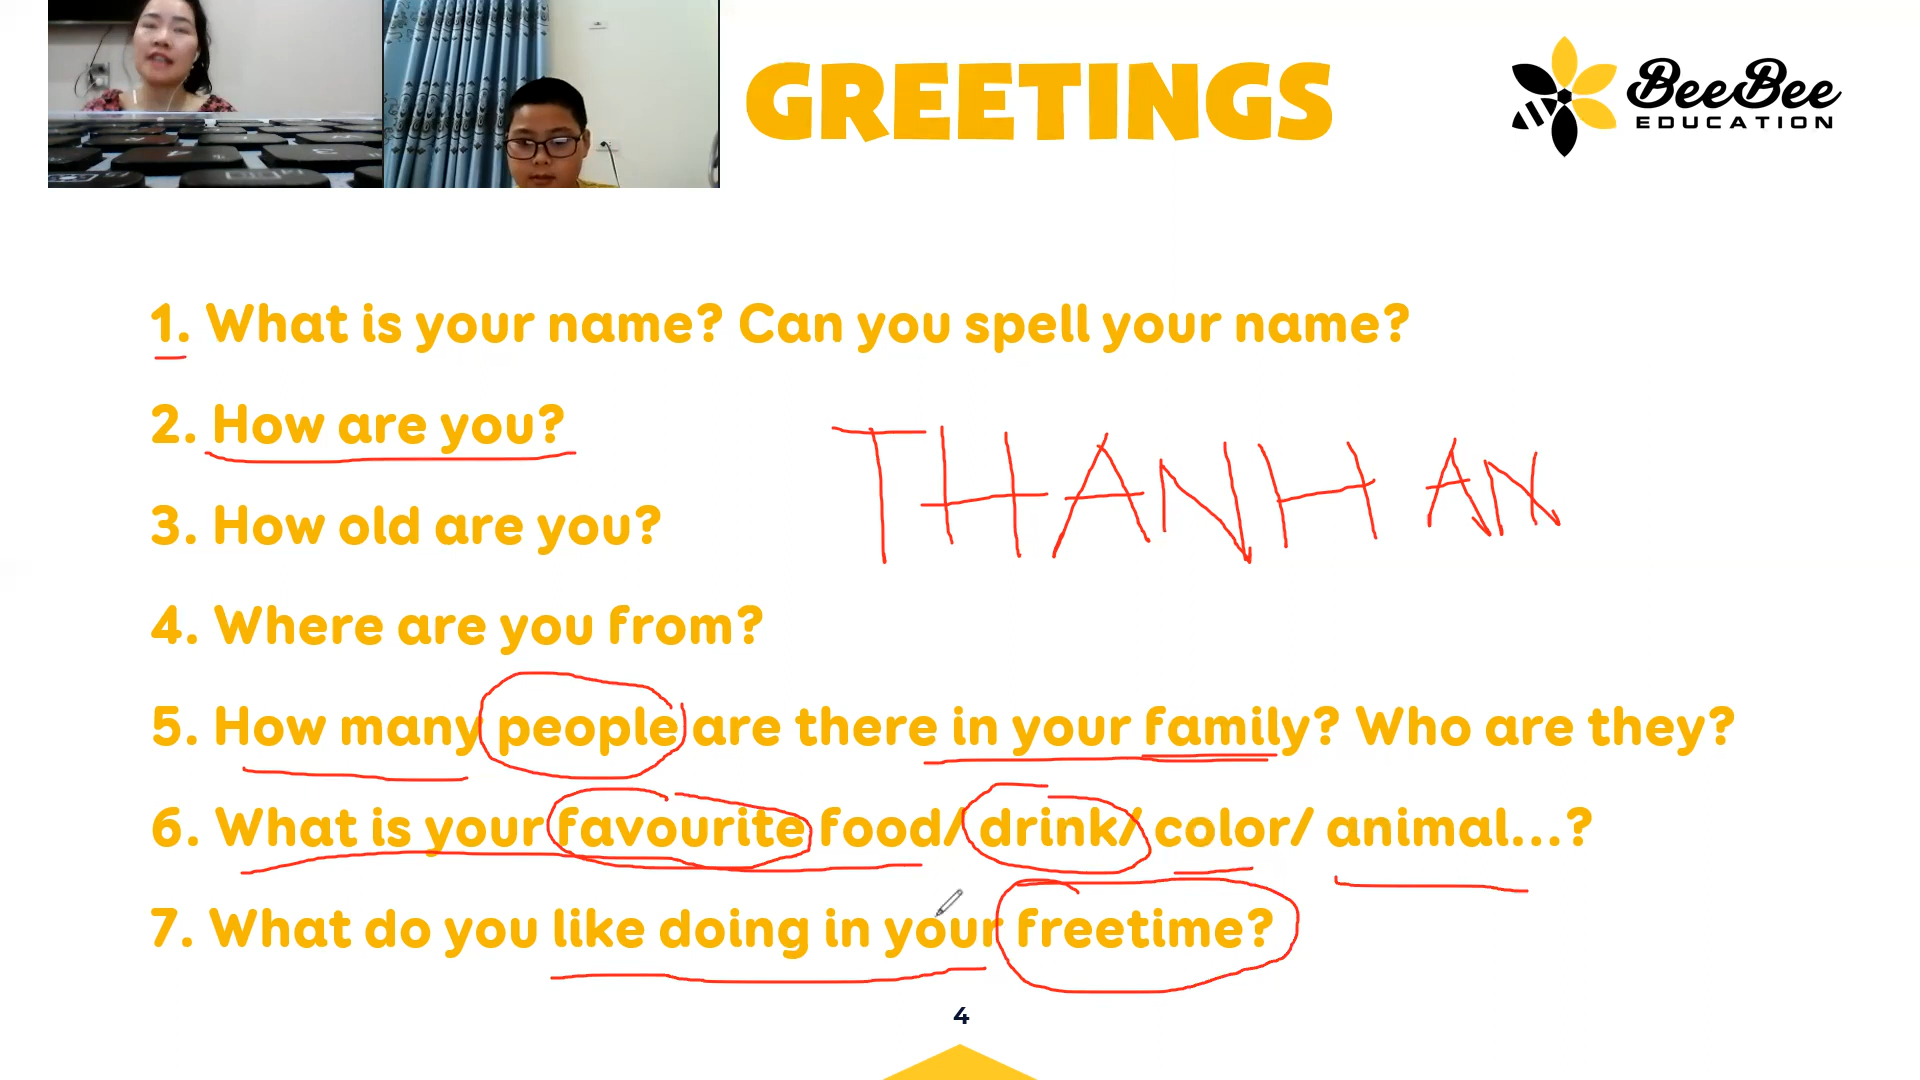 GREETINGS
BeeBee
EDUCATION
1. What is your name? Can you spell your name?
2. How are you?
THANH AN
3. How old are you?
4. Where are you from?
5. How many people are there in your family? Who are they?
6. What is your favourite food/ drink/ color/ animal...?
7. What do you like doing in your freetime?
4